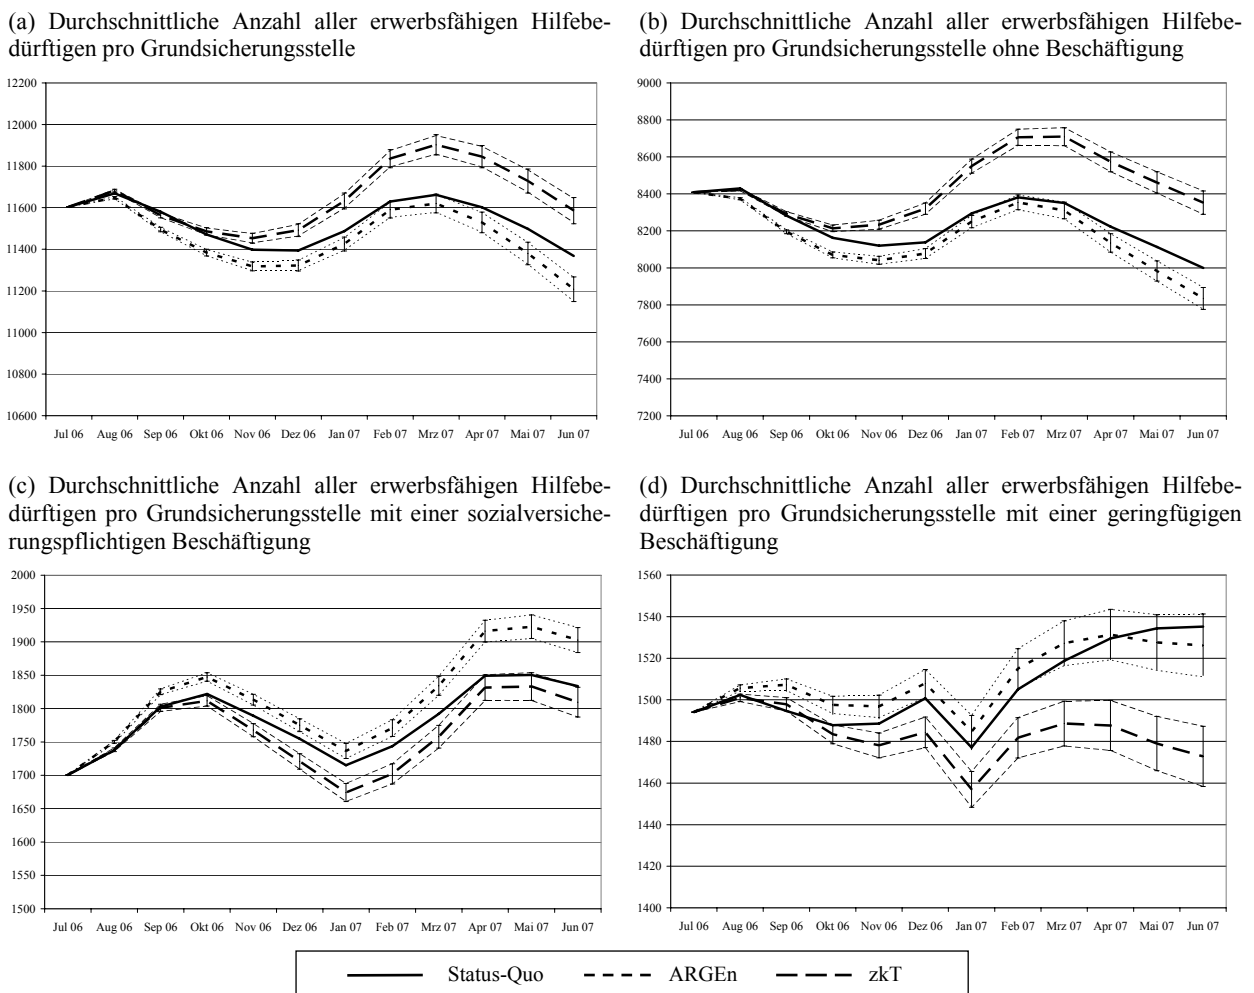 (a) Durchschnittliche Anzahl aller erwerbsfähigen Hilfebe-
dürftigen pro Grundsicherungsstelle
12200
12000
11800
11600
11400
11200
11000
10800
10600
Jul 06 Aug 06 Sep 06 Okt 06 Nov 06 Dez 06 Jan 07 Feb 07 Mrz 07 Apr 07 Mai 07 Jun 07
(b) Durchschnittliche Anzahl aller erwerbsfähigen Hilfebe-
dürftigen pro Grundsicherungsstelle ohne Beschäftigung
9000
8800
8600
8400
8200
8000
7800
7600
7400
7200
Jul 06 Aug 06 Sep 06 Okt 06 Nov 06 Dez 06 Jan 07 Feb 07 Mrz 07 Apr 07 Mai 07 Jun 07
(c) Durchschnittliche Anzahl aller erwerbsfähigen Hilfebe-
dürftigen pro Grundsicherungsstelle mit einer sozialversiche-
rungspflichtigen Beschäftigung
2000
1950
1900
1850
1800
1750
1700
1650
1600
1550
1500
Jul 06 Aug 06 Sep 06 Okt 06 Nov 06 Dez 06 Jan 07 Feb 07 Mrz 07 Apr 07 Mai 07 Jun 07
(d) Durchschnittliche Anzahl aller erwerbsfähigen Hilfebe-
dürftigen pro Grundsicherungsstelle mit einer geringfügigen
Beschäftigung
1560
1540
1520
1500
1480
1460
1440
1420
1400
Jul 06 Aug 06 Sep 06 Okt 06 Nov 06 Dez 06 Jan 07 Feb 07 Mrz 07 Apr 07 Mai 07 Jun 07
Status-Quo ARGEn zkT